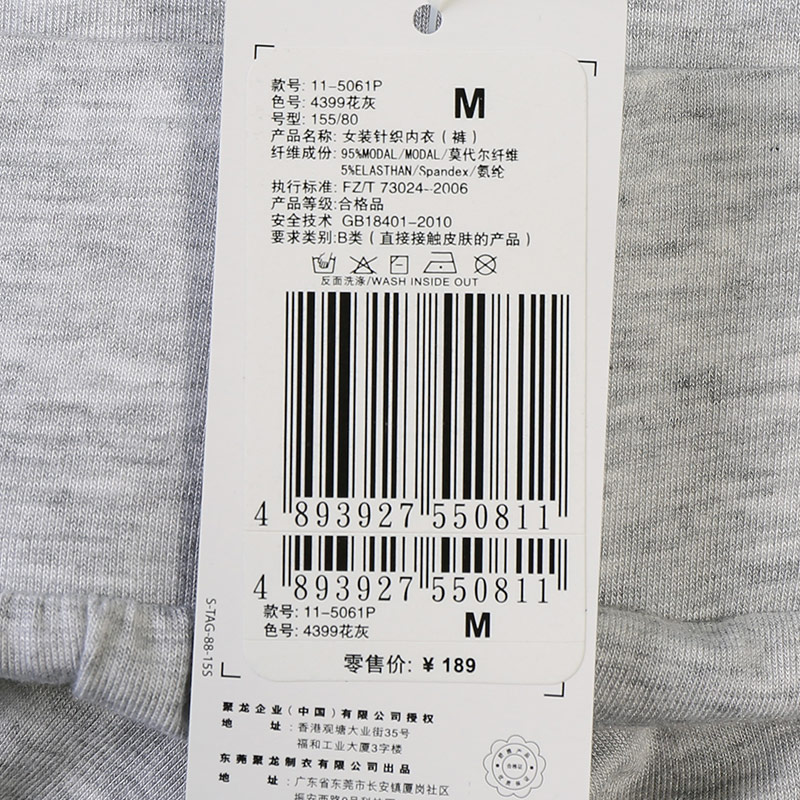 款号: 11-5061P
M
色号: 4399花灰
号型: 155/80
产品名称: 女装针织内衣（裤）
纤维成份: 95%MODAL/MODAL/莫代尔纤维
5%ELASTHAN/Spandex/氨纶
执行标准: FZ/T 73024--2006
产品等级:合格品
安全技术 GB18401-2010
要求类别:B类（直接接触皮肤的产品）
反面洗涤/WASH INSIDE OUT
4 893927 550811
4 893927 550811
款号: 11-5061P
色号: 4399花灰
M
零售价: ¥ 189
S-TAG-88-15S
聚龙企业(中国)有限公司授权
地 址 : 香港观塘大业街35号
福和工业大厦3字楼
东莞聚龙制衣有限公司出品
地 址 : 广东省东莞市长安镇厦岗社区
合格证